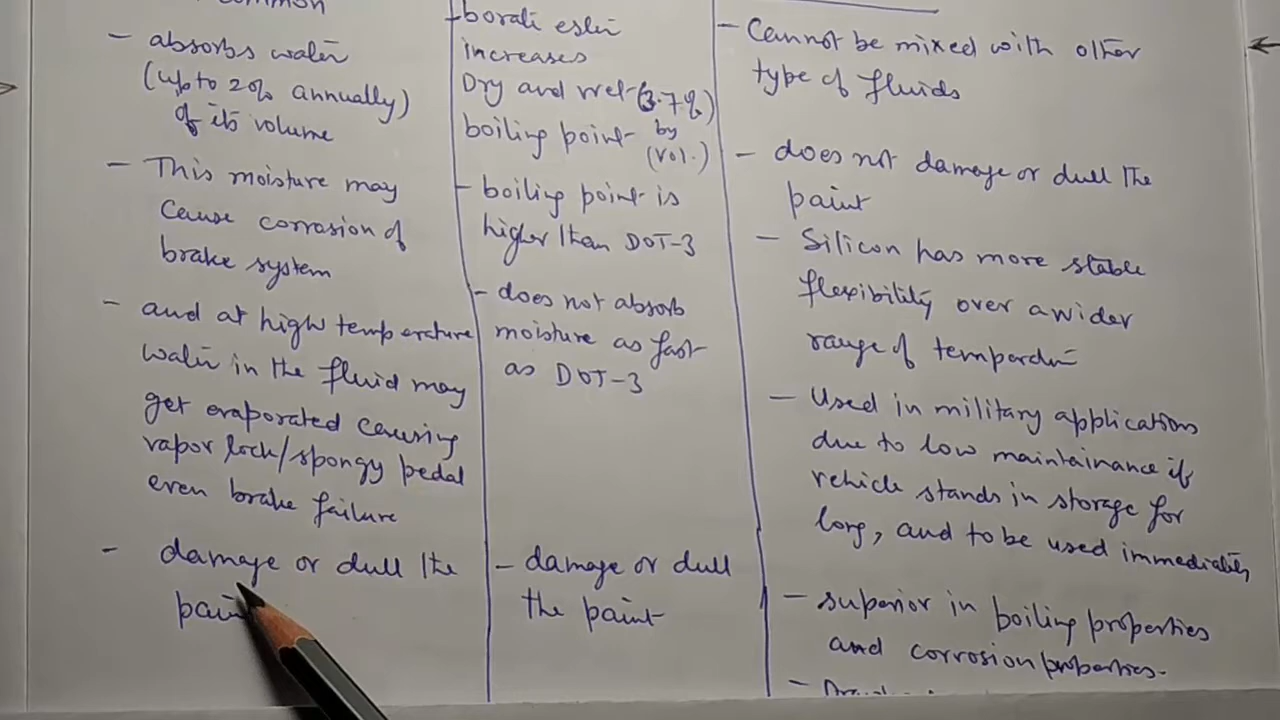 common
- absorbs water
(upto 20% annually)
of its volume
- This moisture may
cause corrosion of
brake system
- and at high temperature
water in the fluid may
get evaporated causing
vapor lock/spongy pedal
even brake failure
- damage or dull the
pain
- borate ester
increases
Dry and wet (3.7%)
boiling point by
(vol.)
- boiling point is
higher than DOT-3
- does not absorb
moisture as fast
as DOT-3
- damage or dull
the paint
- Cannot be mixed with other
type of fluids
- does not damage or dull the
paint
- Silicon has more stable
flexibility over a wider
range of
- Used in military applications
due to low maintainance if
vehicle stands in storage for
long, and to be used immediately
- superior in boiling properties
and corrosion properties.